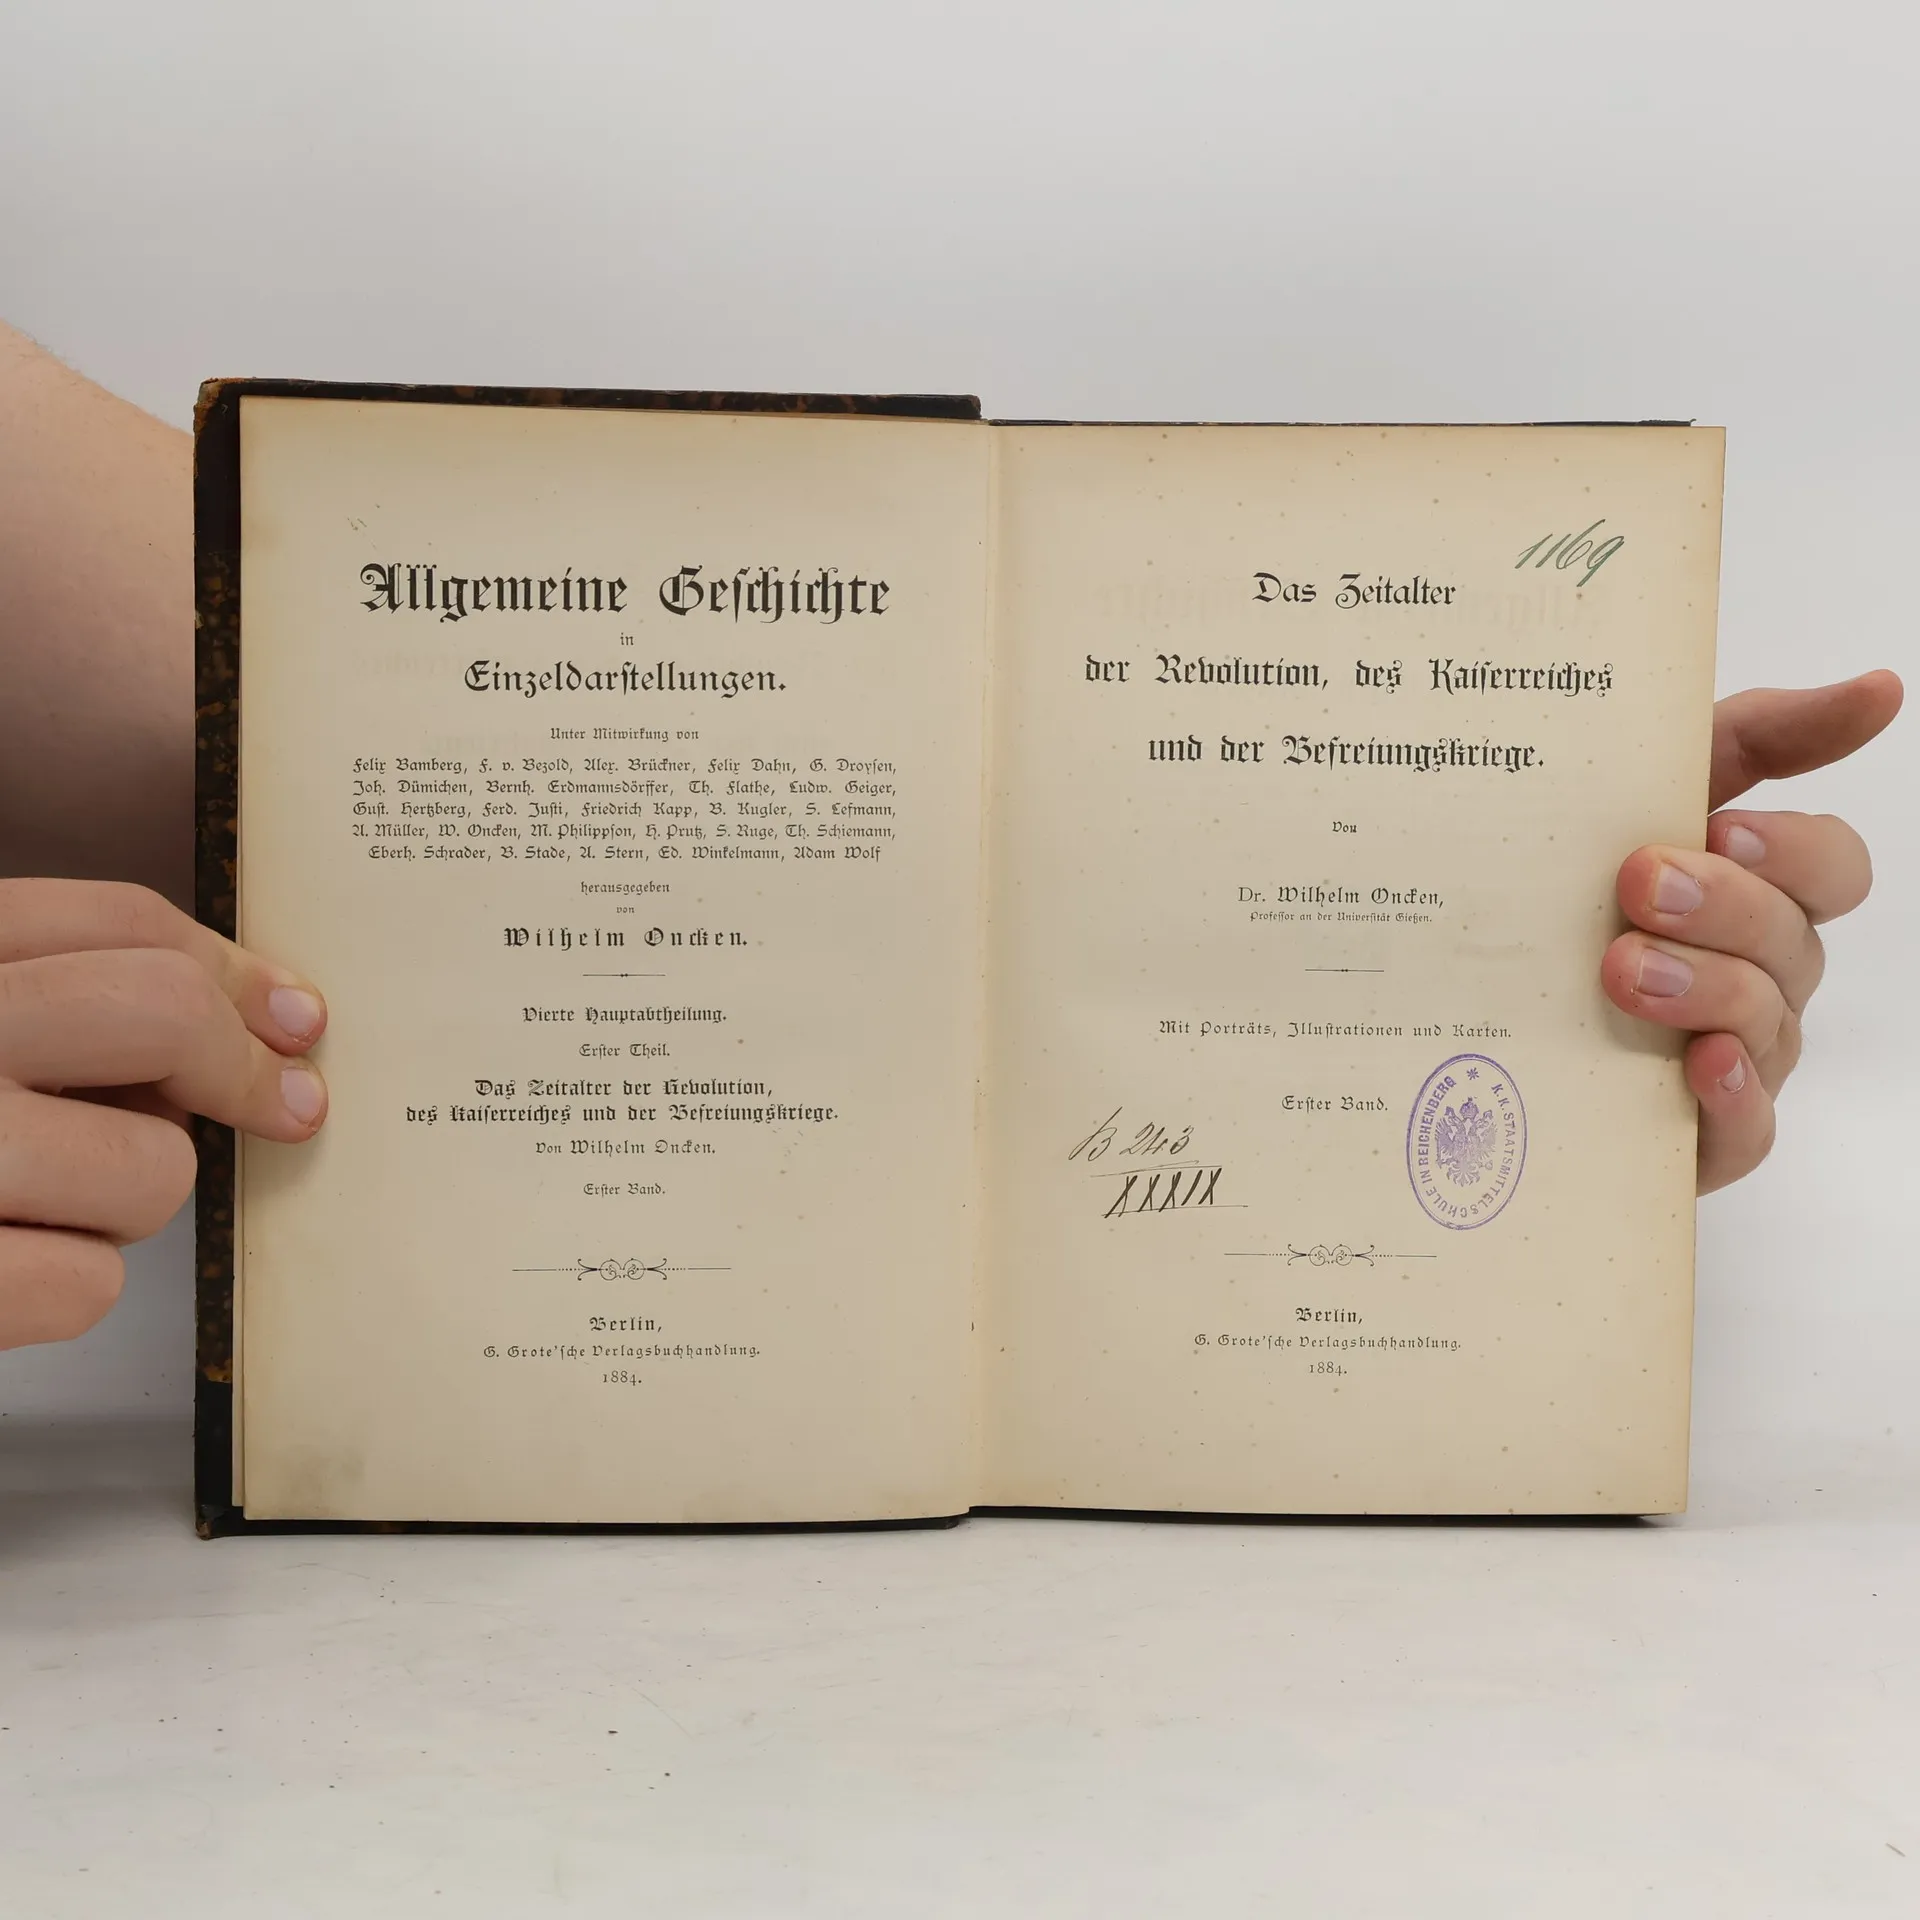 Allgemeine Geschichte
in
Einzeldarstellungen.
Unter Mitwirkung von
Felix Bamberg, F. v. Bezold, Alex. Brückner, Felix Dahn, G. Droysen,
Joh. Dümichen, Bernh. Erdmannsdörffer, Th. Flathe, Ludw. Geiger,
Gust. Hertzberg, Ferd. Justi, Friedrich Kapp, B. Kugler, S. Lefmann,
A. Müller, W. Oncken, M. Philippson, H. Prutz, S. Ruge, Th. Schiemann,
Eberh. Schrader, B. Stade, A. Stern, Ed. Winkelmann, Adam Wolf
herausgegeben
von
Wilhelm Oncken.
Vierte Hauptabtheilung.
Erster Theil.
Das Zeitalter der Revolution,
des Kaiserreiches und der Befreiungskriege.
Von Wilhelm Oncken.
Erster Band.
Berlin,
G. Grote'sche Verlagsbuchhandlung.
1884.
1169
Das Zeitalter
der Revolution, des Kaiserreiches
und der Befreiungskriege.
Von
Dr. Wilhelm Oncken,
Professor an der Universität Gießen.
Mit Porträts, Illustrationen und Karten.
Erster Band.
B 243
XXXIX
K.K. STAATSMITTELSCHULE IN REICHENBERG *
Berlin,
G. Grote'sche Verlagsbuchhandlung.
1884.